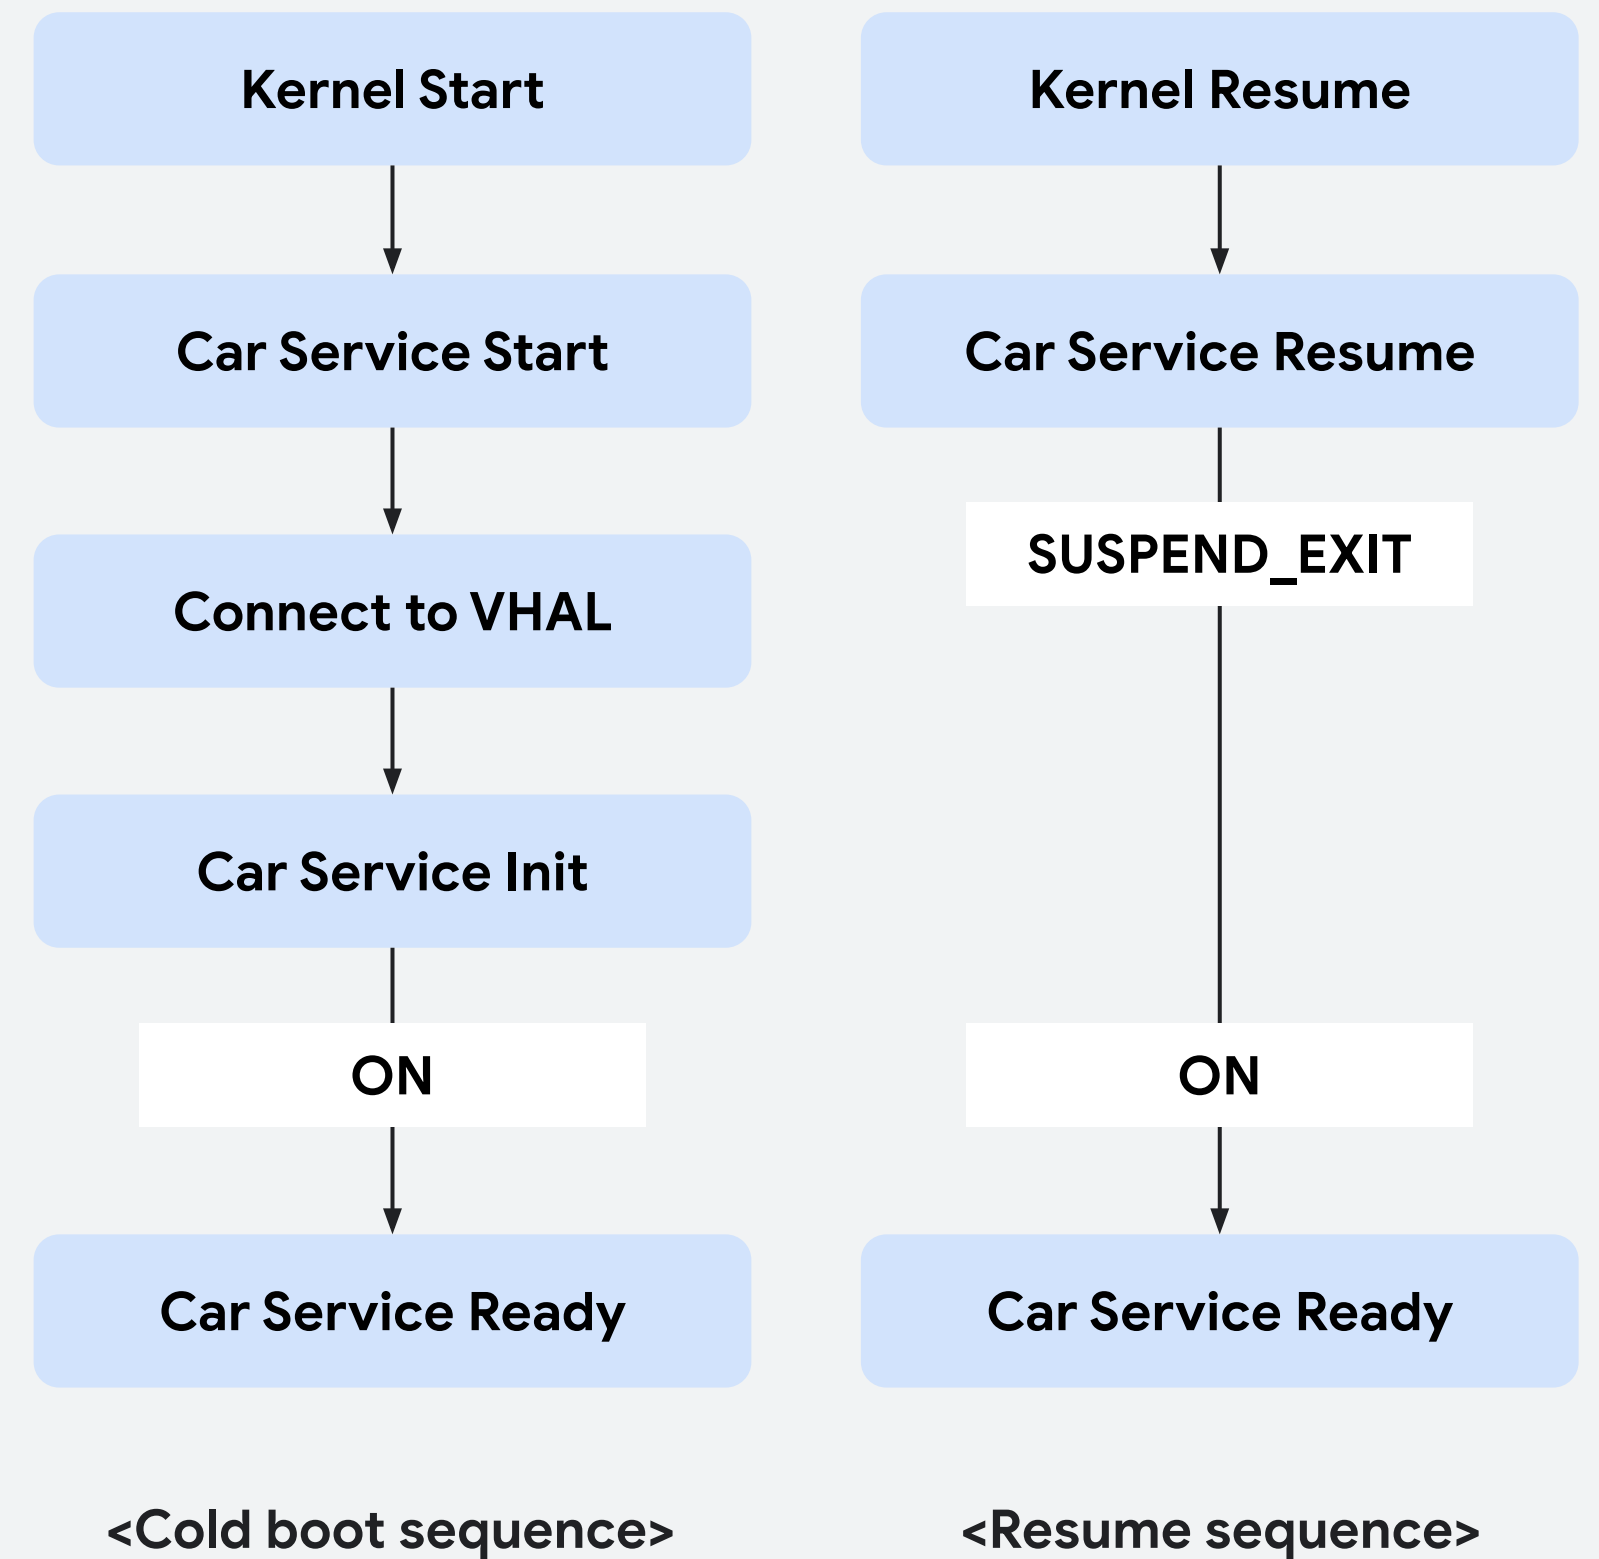 Kernel Start
Car Service Start
Connect to VHAL
Car Service Init
ON
Car Service Ready
<Cold boot sequence>
Kernel Resume
Car Service Resume
SUSPEND_EXIT
ON
Car Service Ready
<Resume sequence>